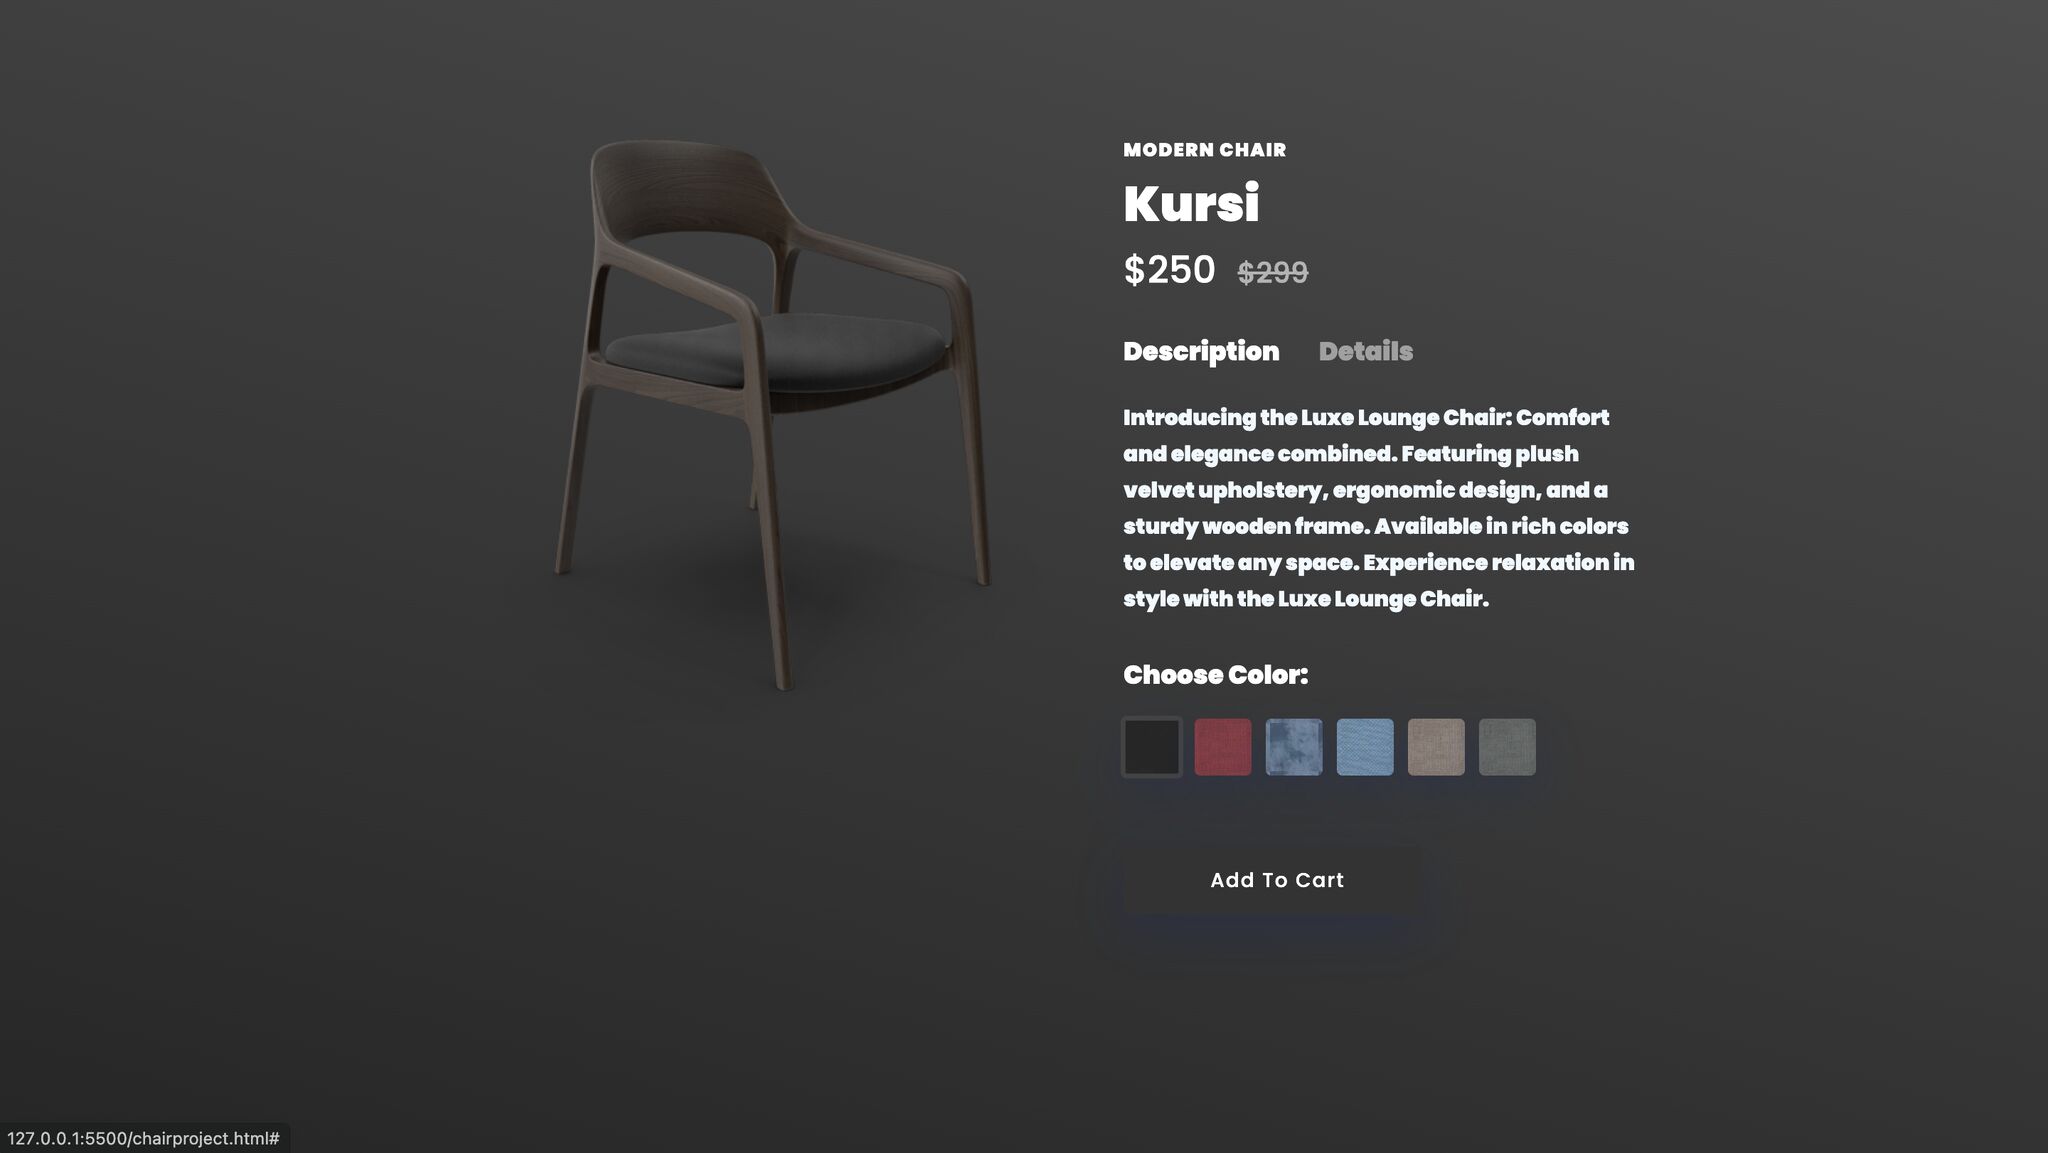 MODERN CHAIR
Kursi
$250 $299
Description Details
Introducing the Luxe Lounge Chair: Comfort
and elegance combined. Featuring plush
velvet upholstery, ergonomic design, and a
sturdy wooden frame. Available in rich colors
to elevate any space. Experience relaxation in
style with the Luxe Lounge Chair.
Choose Color:
Add To Cart
127.0.0.1:5500/chairproject.html#